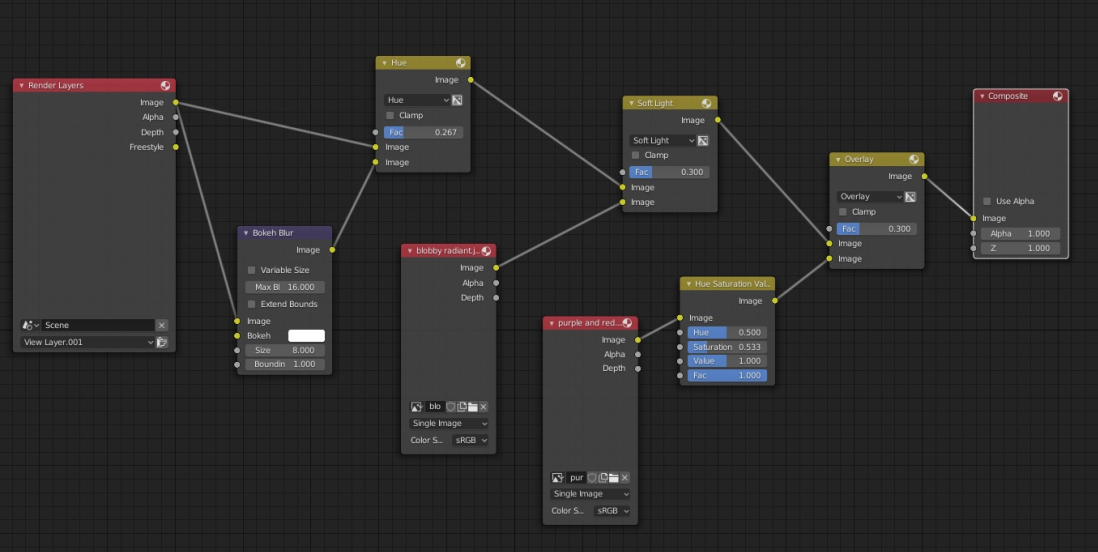 Render Layers
Image
Alpha
Depth
Freestyle
Scene
View Layer.001
Bokeh Blur
Image
Variable Size
Max Bl 16.000
Extend Bounds
Image
Bokeh
Size 8.000
Boundin 1.000
Hue
Image
Hue
Clamp
Fac 0.267
Image
Image
blobby radiant.j..
Image
Alpha
Depth
blo
Single Image
Color S... sRGB
purple and red...
Image
Alpha
Depth
pur
Single Image
Color S... sRGB
Soft Light
Image
Soft Light
Clamp
Fac 0.300
Image
Image
Hue Saturation Val..
Image
Image
Hue 0.500
Saturation 0.533
Value 1.000
Fac 1.000
Overlay
Image
Overlay
Clamp
Fac 0.300
Image
Image
Composite
Use Alpha
Image
Alpha 1.000
Z 1.000